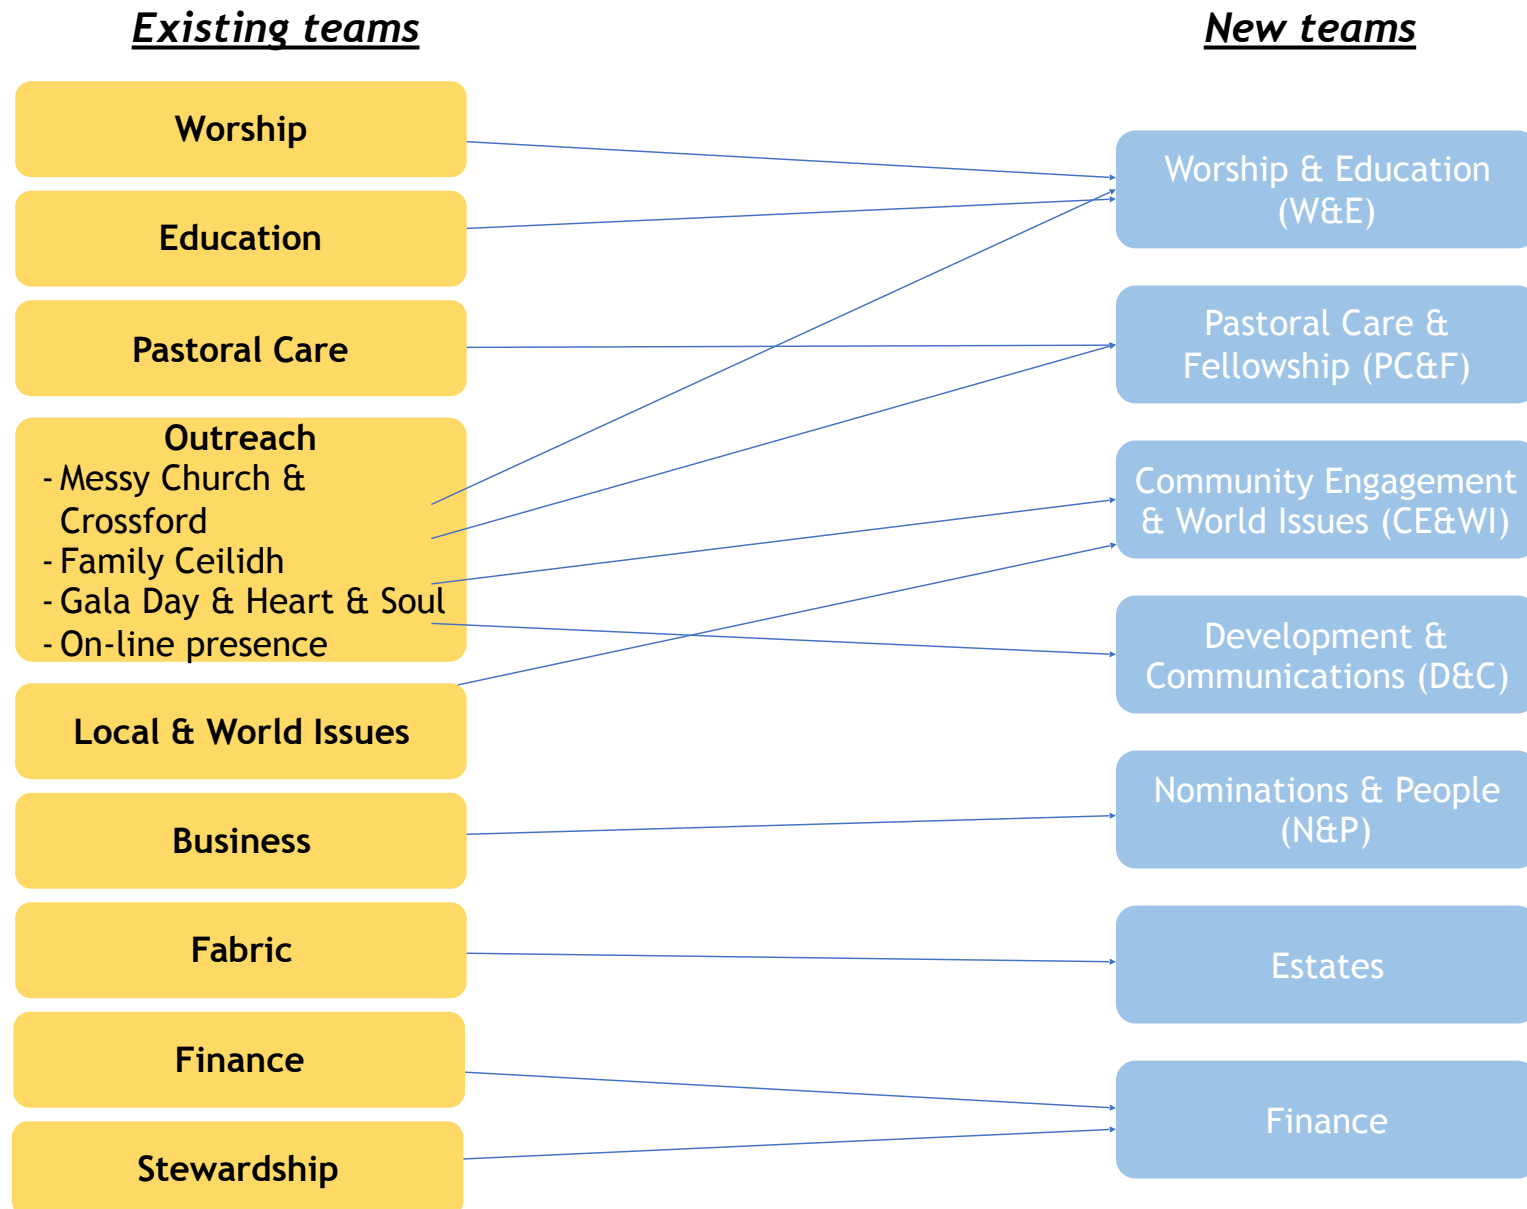 Existing teams
Worship
Education
Pastoral Care
Outreach
- Messy Church &
Crossford
- Family Ceilidh
- Gala Day & Heart & Soul
- On-line presence
Local & World Issues
Business
Fabric
Finance
Stewardship
New teams
Worship & Education
(W&E)
Pastoral Care &
Fellowship (PC&F)
Community Engagement
& World Issues (CE&WI)
Development &
Communications (D&C)
Nominations & People
(N&P)
Estates
Finance